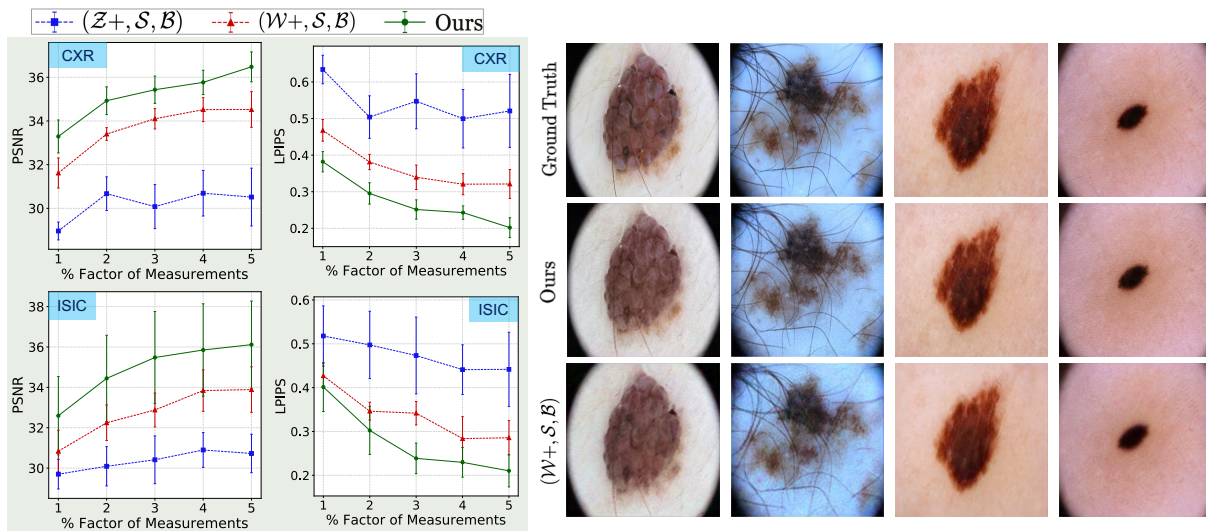 (Z+, S, B) (W+, S, B) Ours
CXR
PSNR
36
34
32
30
1 2 3 4 5
% Factor of Measurements
CXR
LPIPS
0.6
0.5
0.4
0.3
0.2
1 2 3 4 5
% Factor of Measurements
ISIC
PSNR
38
36
34
32
30
1 2 3 4 5
% Factor of Measurements
ISIC
LPIPS
0.6
0.5
0.4
0.3
0.2
1 2 3 4 5
% Factor of Measurements
Ground Truth
Ours
(W+, S, B)